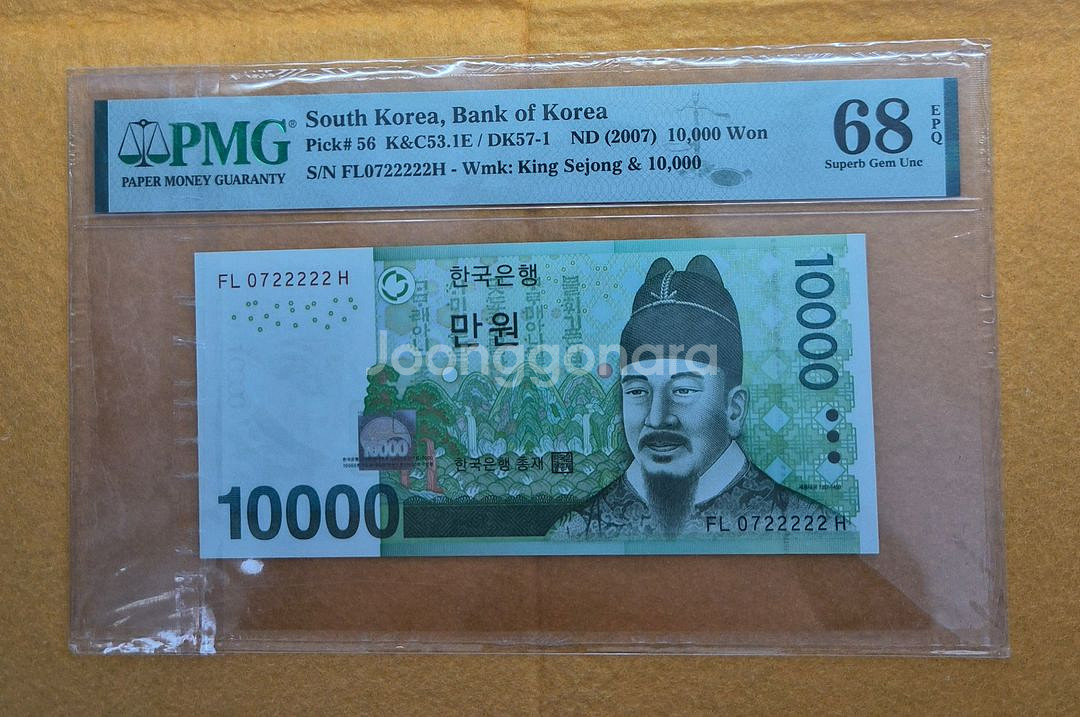 PMG®
PAPER MONEY GUARANTY
South Korea, Bank of Korea
Pick# 56 K&C53.1E / DK57-1 ND (2007) 10,000 Won
S/N FL0722222H - Wmk: King Sejong & 10,000
68
EPQ
Superb Gem Unc
FL 0722222 H
한국은행
만원
10000
joonggonara
10000
한국은행 총재
10000
FL 0722222 H